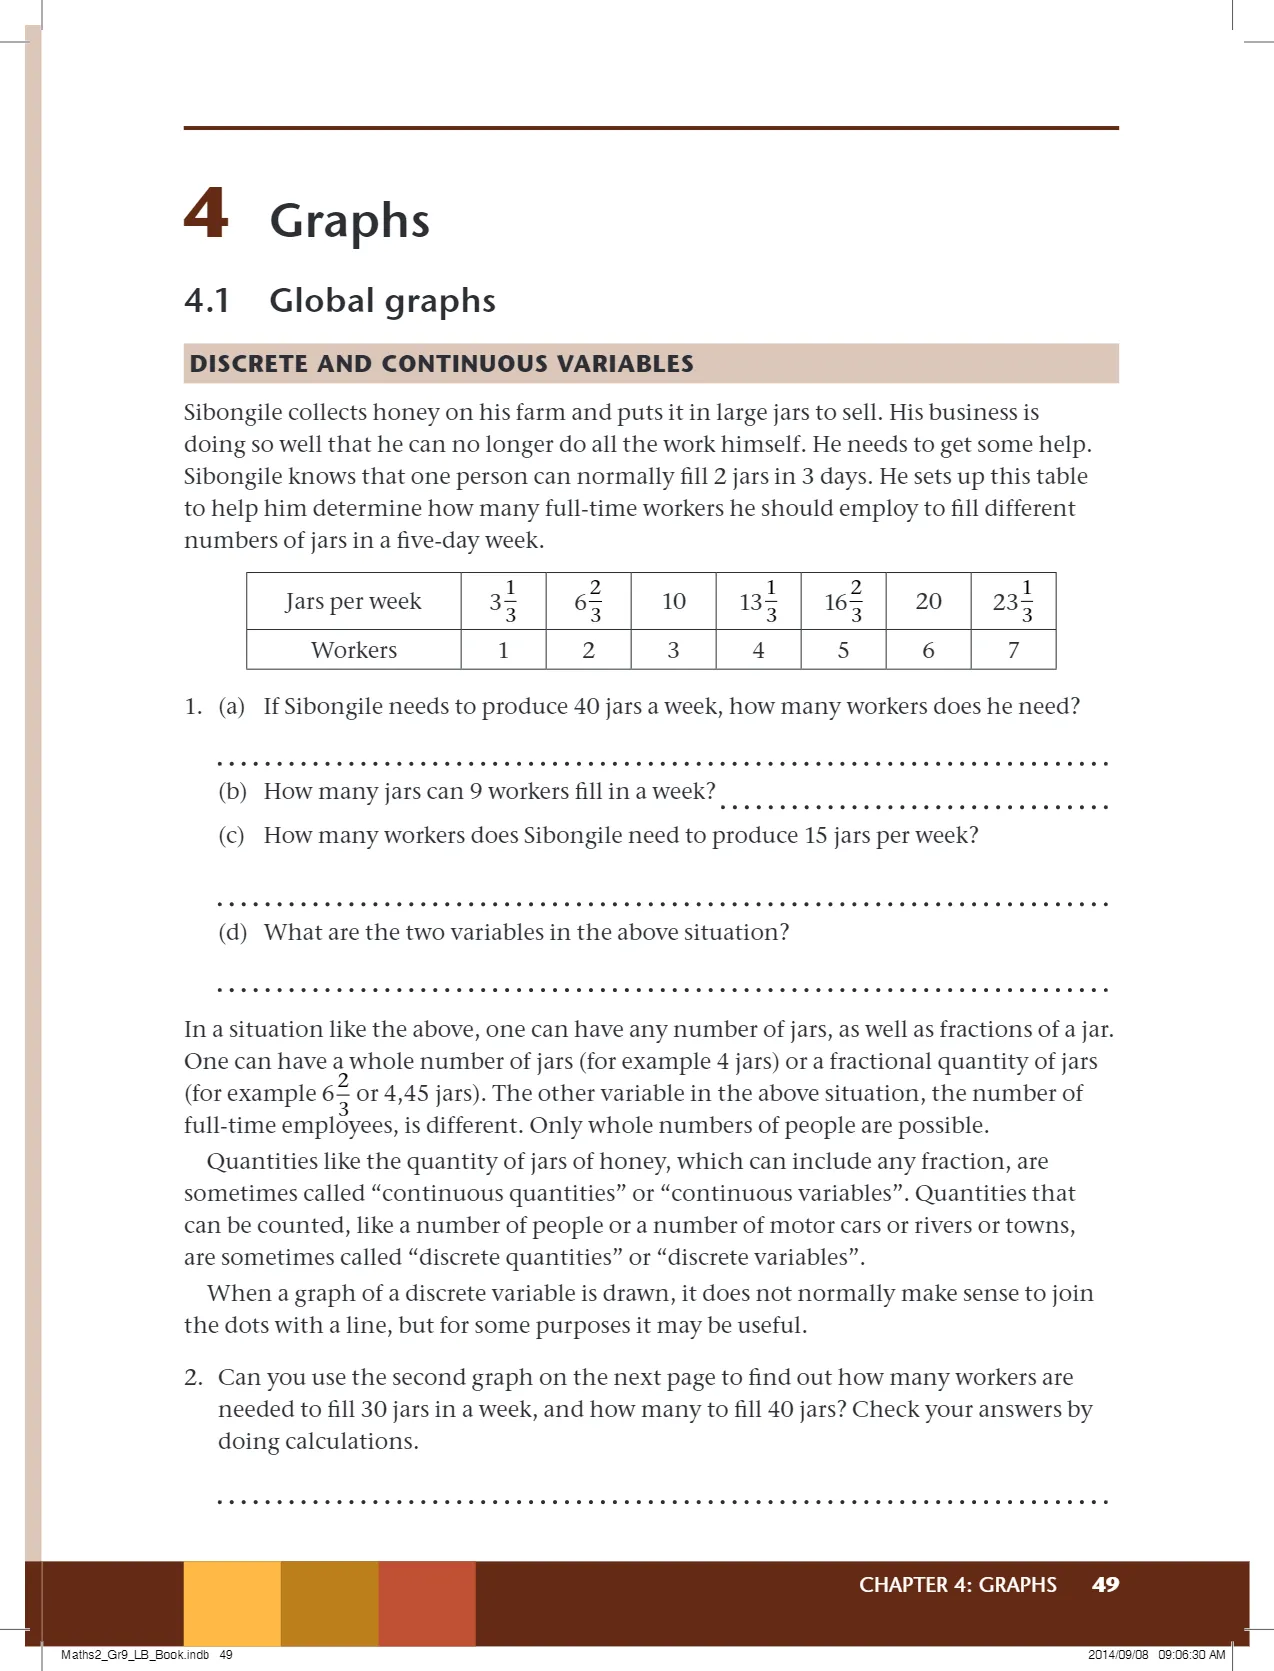 4 Graphs
4.1 Global graphs
DISCRETE AND CONTINUOUS VARIABLES
Sibongile collects honey on his farm and puts it in large jars to sell. His business is
doing so well that he can no longer do all the work himself. He needs to get some help.
Sibongile knows that one person can normally fill 2 jars in 3 days. He sets up this table
to help him determine how many full-time workers he should employ to fill different
numbers of jars in a five-day week.
Jars per week 3 1/3 6 2/3 10 13 1/3 16 2/3 20 23 1/3
Workers 1 2 3 4 5 6 7
1. (a) If Sibongile needs to produce 40 jars a week, how many workers does he need?
(b) How many jars can 9 workers fill in a week?
(c) How many workers does Sibongile need to produce 15 jars per week?
(d) What are the two variables in the above situation?
In a situation like the above, one can have any number of jars, as well as fractions of a jar.
One can have a whole number of jars (for example 4 jars) or a fractional quantity of jars
(for example 6 2/3 or 4,45 jars). The other variable in the above situation, the number of
full-time employees, is different. Only whole numbers of people are possible.
Quantities like the quantity of jars of honey, which can include any fraction, are
sometimes called “continuous quantities” or “continuous variables”. Quantities that
can be counted, like a number of people or a number of motor cars or rivers or towns,
are sometimes called “discrete quantities” or “discrete variables”.
When a graph of a discrete variable is drawn, it does not normally make sense to join
the dots with a line, but for some purposes it may be useful.
2. Can you use the second graph on the next page to find out how many workers are
needed to fill 30 jars in a week, and how many to fill 40 jars? Check your answers by
doing calculations.
CHAPTER 4: GRAPHS 49
Maths2_Gr9_LB_Book.indb 49 2014/09/08 09:06:30 AM